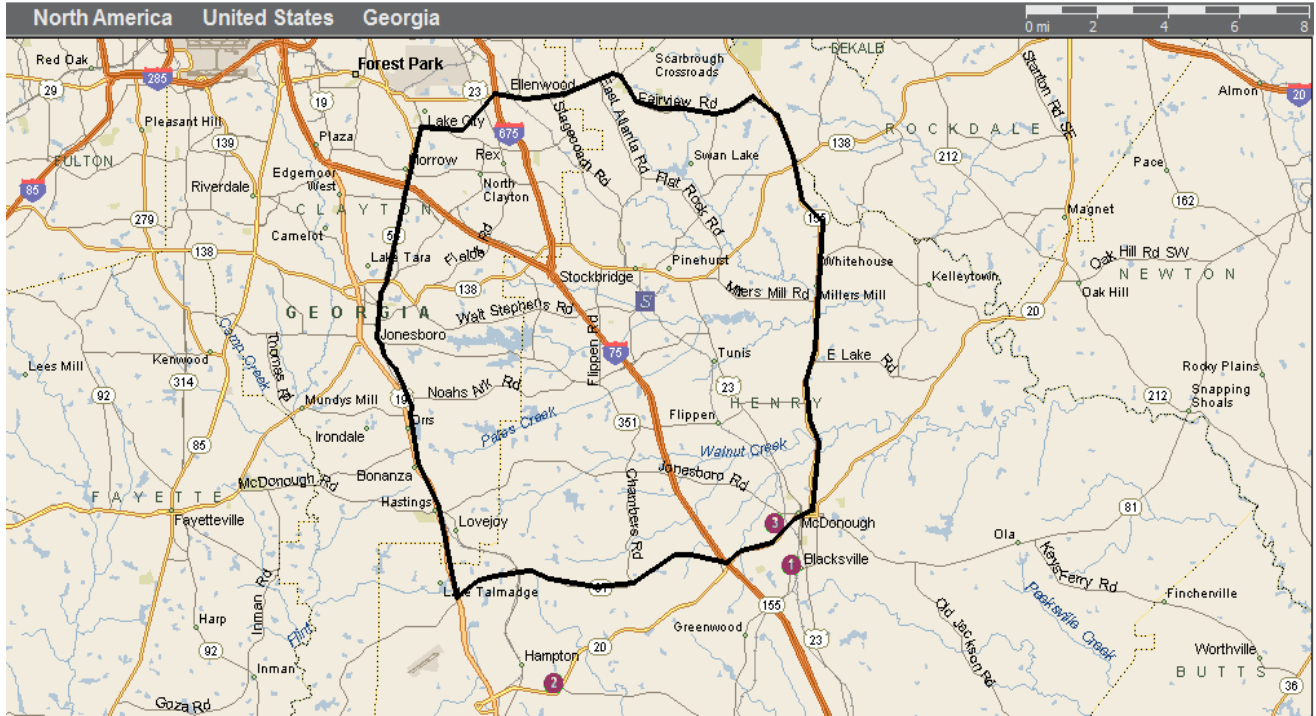 North America United States Georgia
0 mi 2 4 6 8
Red Oak
285
29
Forest Park
Scarbrough
Crossroads
DEKALB
Stanton Rd SE
Almon
20
23
Ellenwood
Fairview Rd
East Atlanta Rd
19
Pleasant Hill
Lake City
Stagecoach Rd
675
ROCKDALE
139
Plaza
138
212
FULTON
Morrow
Rex
Swan Lake
Pace
85
Riverdale
Edgemoor
West
North
Clayton
Flat Rock Rd
162
CLAYTON
279
Camelot
155
Magnet
138
Lake Tara
Fields Rd
Whitehouse
Oak Hill Rd SW
NEWTON
Stockbridge
Pinehurst
Kelleytown
138
Millers Mill
Oak Hill
GEORGIA
Walt Stephens Rd
S
20
Camp Creek
Jonesboro
Thomas Rd
Kenwood
Flippen Rd
75
Tunis
E Lake Rd
Rocky Plains
Lees Mill
314
92
Noahs Ark Rd
23
Snapping
Shoals
19
HENRY
212
Mundys Mill
Orrs
Pates Creek
351
Flippen
Irondale
85
Walnut Creek
Bonanza
Jonesboro Rd
McDonough Rd
FAYETTE
Hastings
Chambers Rd
81
Fayetteville
Lovejoy
3
McDonough
Ola
1
Blacksville
Keys Ferry Rd
Lake Talmadge
81
155
Fincherville
Inman Rd
Flint
Peeksville Creek
Harp
Greenwood
Old Jackson Rd
92
20
23
Worthville
Hampton
Inman
2
BUTTS
36
Goza Rd